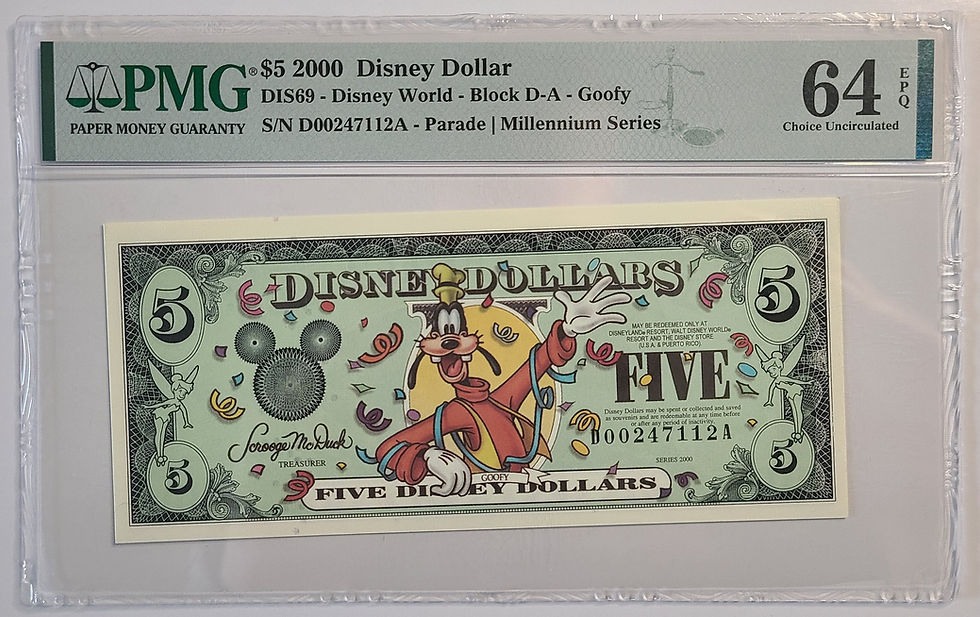 PMG®
PAPER MONEY GUARANTY
$5 2000 Disney Dollar
DIS69 - Disney World - Block D-A - Goofy
S/N D00247112A - Parade | Millennium Series
64
EPQ
Choice Uncirculated
5
DISNEY DOLLARS
5
MAY BE REDEEMED ONLY AT
DISNEYLAND® RESORT, WALT DISNEY WORLD®
RESORT AND THE DISNEY STORE
(U.S.A. & PUERTO RICO)
FIVE
Disney Dollars may be spent or collected and saved
as souvenirs and are redeemable at any time before
or after any period of inactivity.
D00247112A
Scrooge McDuck
TREASURER
SERIES 2000
5
GOOFY
FIVE DISNEY DOLLARS
5